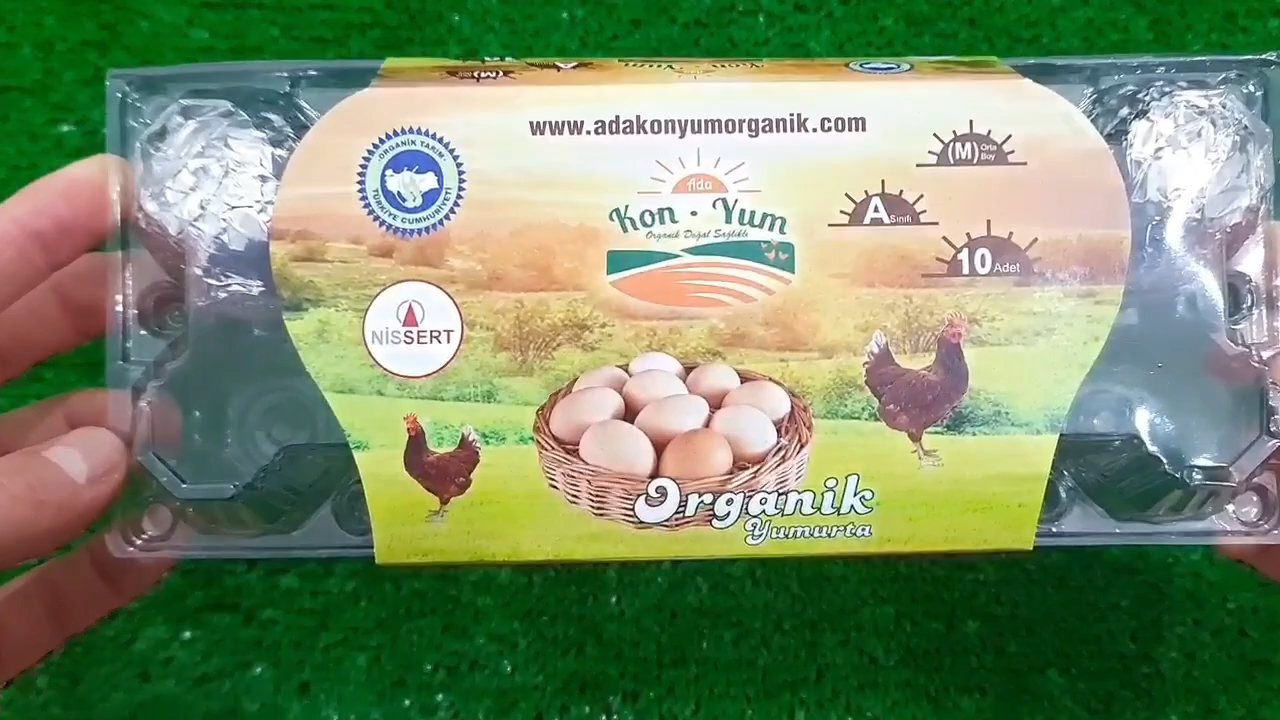 www.adakonyumorganik.com
ORGANİK TARIM
TÜRKİYE CUMHURİYETİ
Ada
Kon • Yum
Organik Doğal Sağlıklı
(M) Orta Boy
A Sınıfı
10 Adet
NİSSERT
Organik
Yumurta